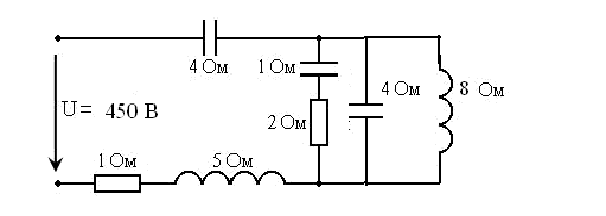 4 Ом
1 Ом
4 Ом
8 Ом
U = 450 В
2 Ом
1 Ом
5 Ом